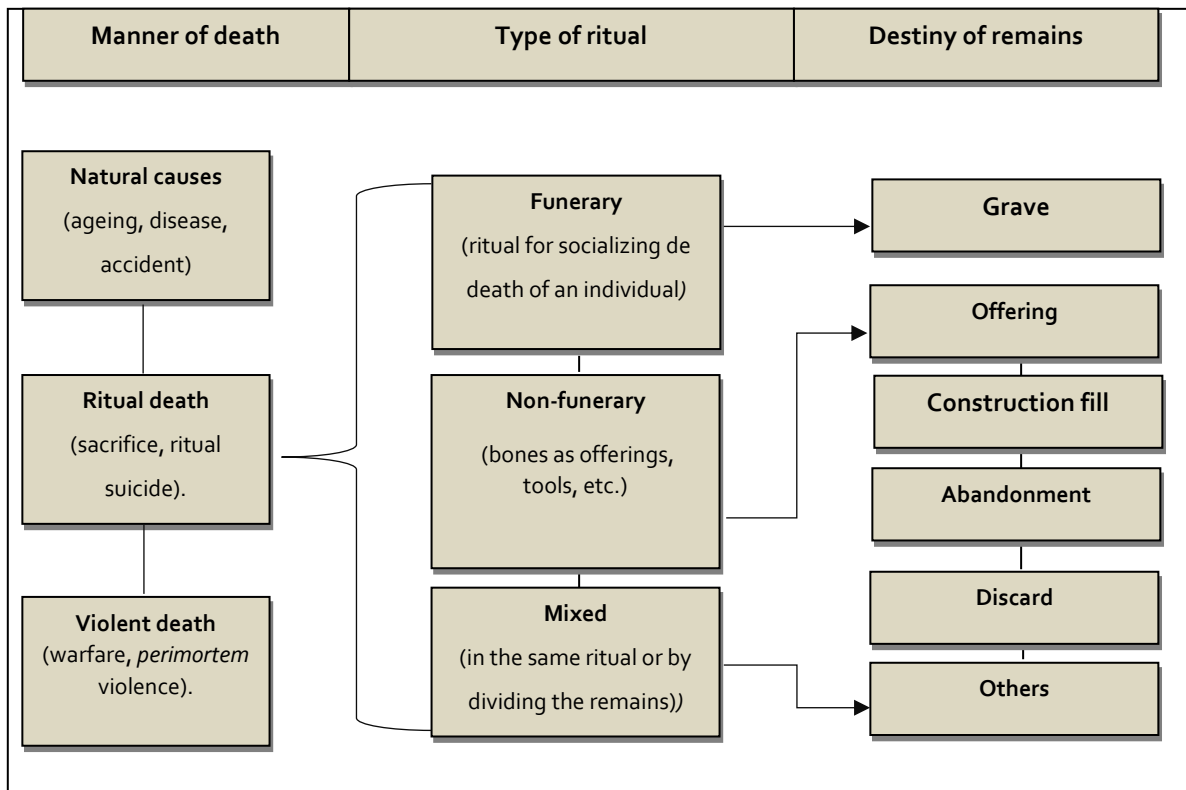 Manner of death
Type of ritual
Destiny of remains
Natural causes
(ageing, disease,
accident)
Ritual death
(sacrifice, ritual
suicide).
Violent death
(warfare, perimortem
violence).
Funerary
(ritual for socializing de
death of an individual)
Non-funerary
(bones as offerings,
tools, etc.)
Mixed
(in the same ritual or by
dividing the remains))
Grave
Offering
Construction fill
Abandonment
Discard
Others